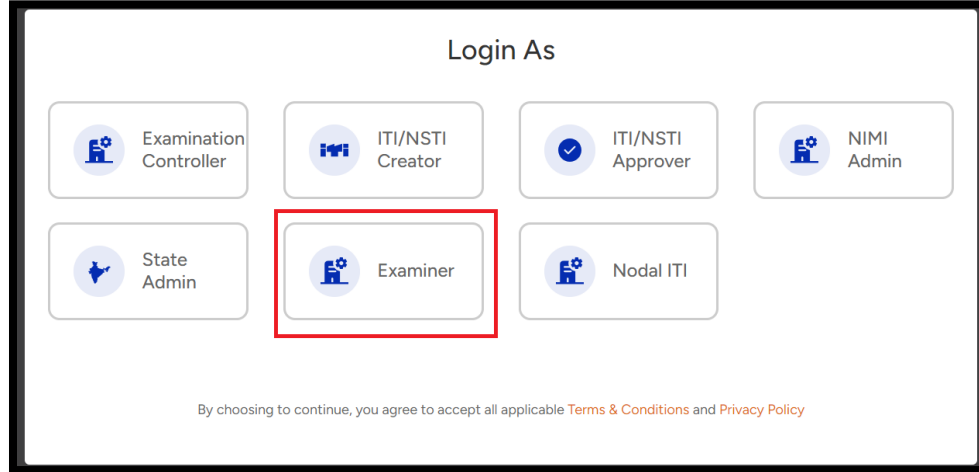 Login As
Examination
Controller
ITI/NSTI
Creator
ITI/NSTI
Approver
NIMI
Admin
State
Admin
Examiner
Nodal ITI
By choosing to continue, you agree to accept all applicable Terms & Conditions and Privacy Policy